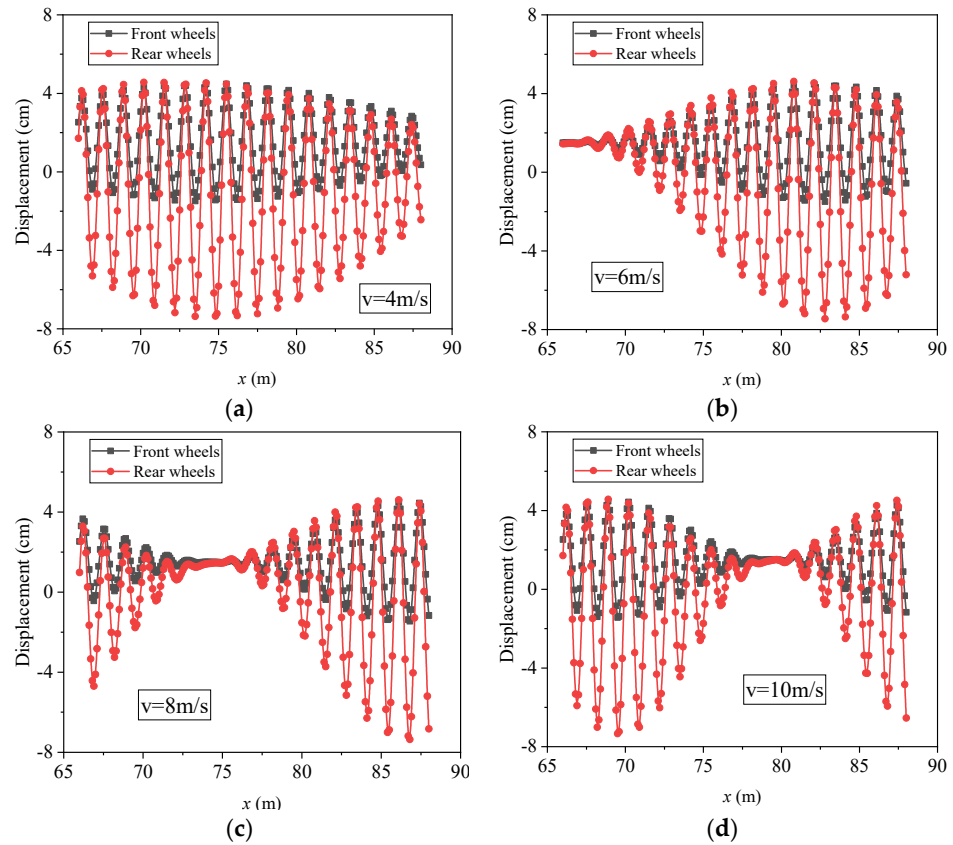 Front wheels
Rear wheels
8
4
0
-4
-8
Displacement (cm)
v=4m/s
65 70 75 80 85 90
x (m)
(a)
Front wheels
Rear wheels
8
4
0
-4
-8
Displacement (cm)
v=6m/s
65 70 75 80 85 90
x (m)
(b)
Front wheels
Rear wheels
8
4
0
-4
-8
Displacement (cm)
v=8m/s
65 70 75 80 85 90
x (m)
(c)
Front wheels
Rear wheels
8
4
0
-4
-8
Displacement (cm)
v=10m/s
65 70 75 80 85 90
x (m)
(d)